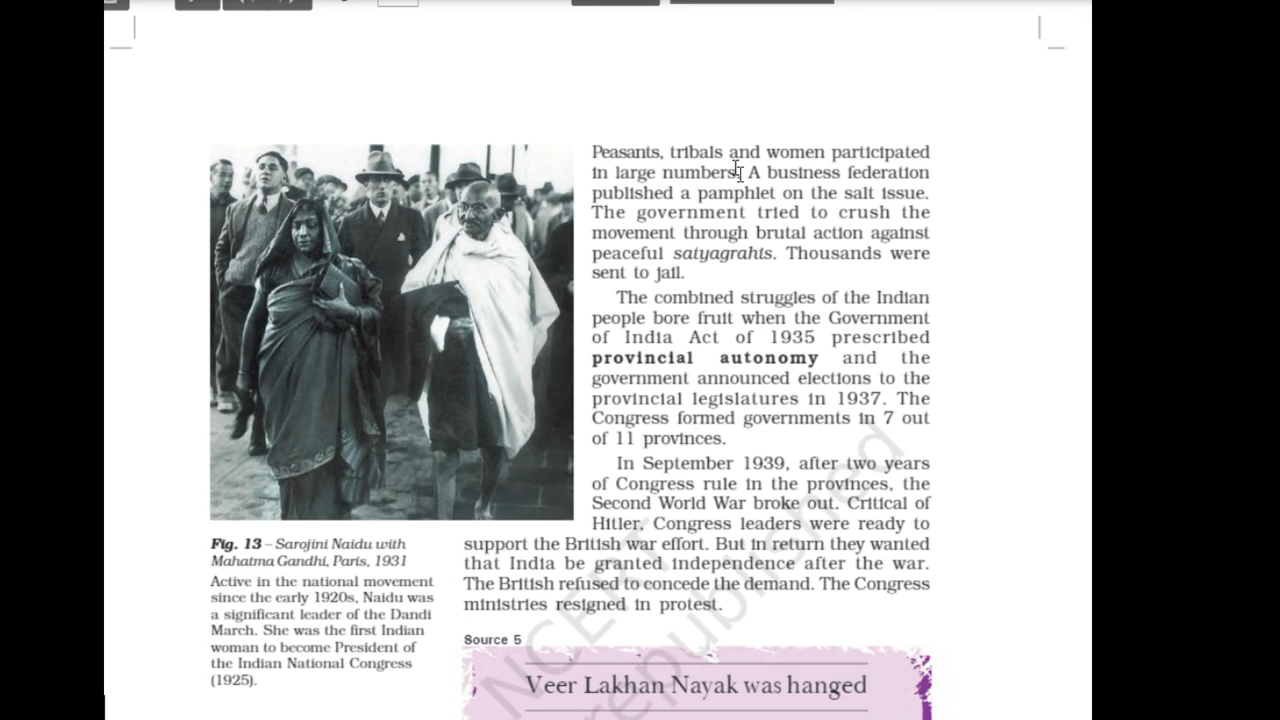 Peasants, tribals and women participated
in large numbers. A business federation
published a pamphlet on the salt issue.
The government tried to crush the
movement through brutal action against
peaceful satyagrahis. Thousands were
sent to jail.
The combined struggles of the Indian
people bore fruit when the Government
of India Act of 1935 prescribed
provincial autonomy and the
government announced elections to the
provincial legislatures in 1937. The
Congress formed governments in 7 out
of 11 provinces.
In September 1939, after two years
of Congress rule in the provinces, the
Second World War broke out. Critical of
Hitler, Congress leaders were ready to
support the British war effort. But in return they wanted
that India be granted independence after the war.
The British refused to concede the demand. The Congress
ministries resigned in protest.
Fig. 13 – Sarojini Naidu with
Mahatma Gandhi, Paris, 1931
Active in the national movement
since the early 1920s, Naidu was
a significant leader of the Dandi
March. She was the first Indian
woman to become President of
the Indian National Congress
(1925).
Source 5
Veer Lakhan Nayak was hanged
NCERT
republished